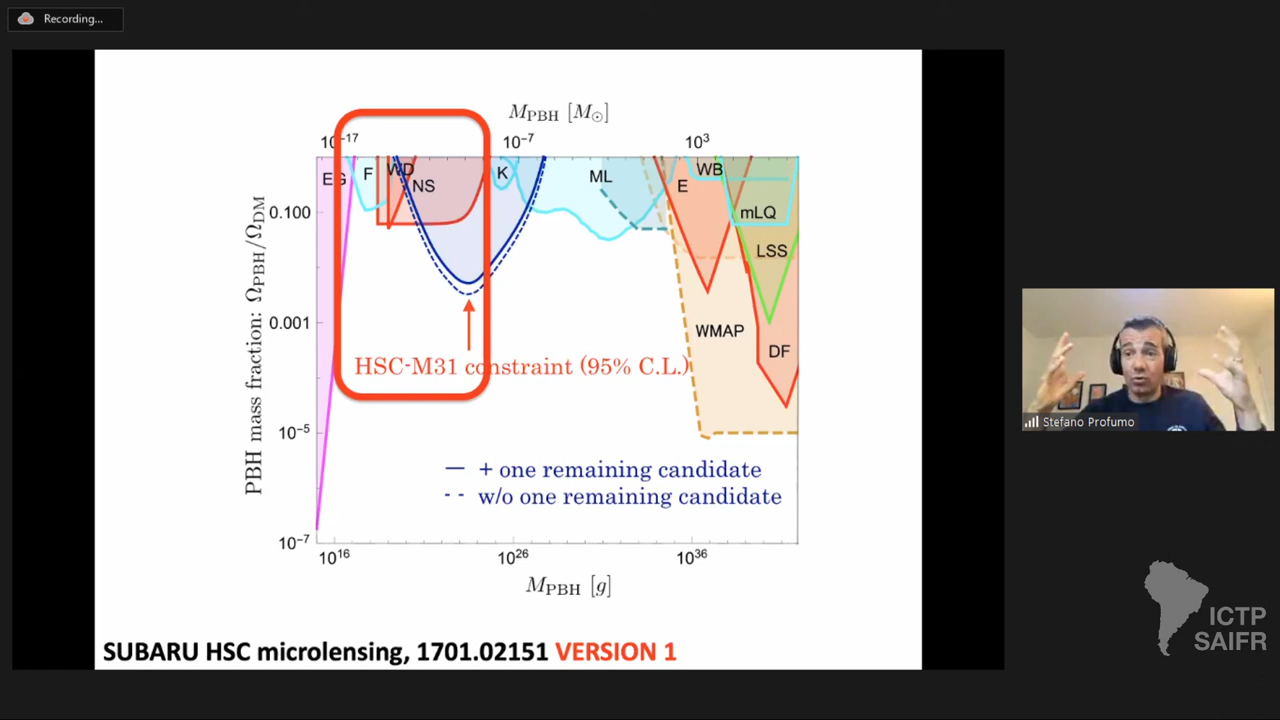 Recording...
M_PBH [M_⊙]
10^-17
10^-7
10^3
EG
F
WD
NS
K
ML
E
WB
mLQ
LSS
WMAP
DF
0.100
0.001
10^-5
10^-7
PBH mass fraction: Ω_PBH/Ω_DM
HSC-M31 constraint (95% C.L.)
— + one remaining candidate
-- w/o one remaining candidate
10^16
10^26
10^36
M_PBH [g]
SUBARU HSC microlensing, 1701.02151 VERSION 1
Stefano Profumo
ICTP
SAIFR